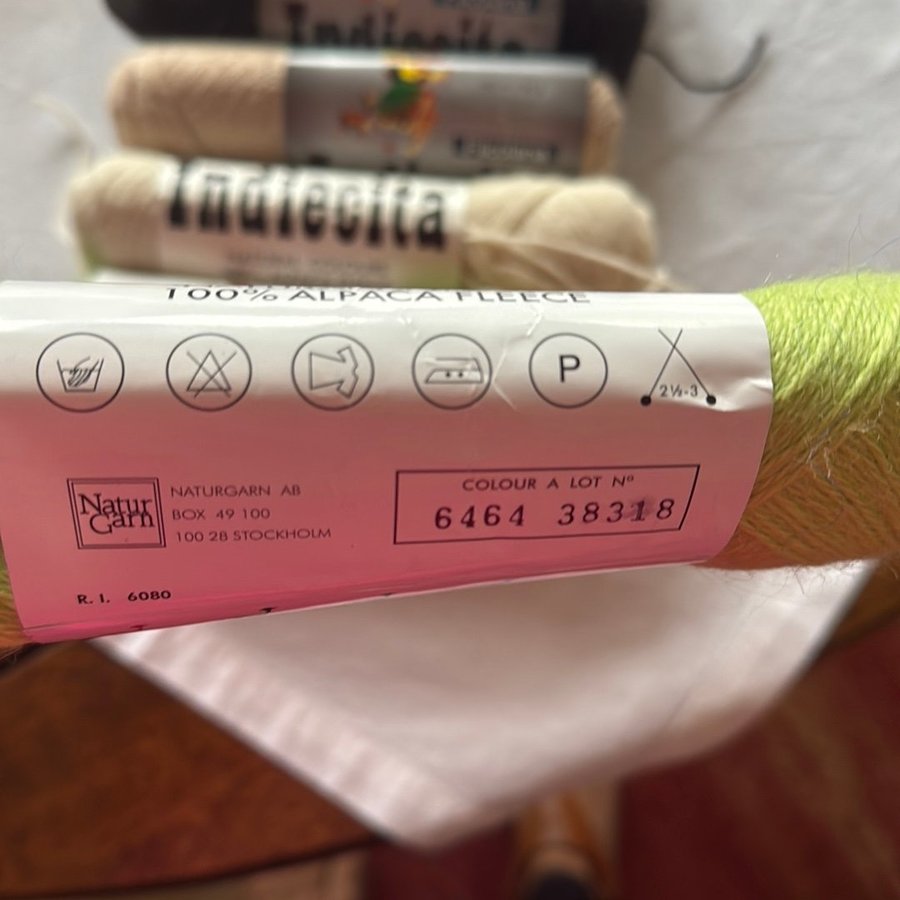 Indiecita
Indiecita
100% ALPACA FLEECE
P
2½-3
Natur
Garn
NATURGARN AB
BOX 49 100
100 28 STOCKHOLM
COLOUR A LOT Nº
6464 38318
R. I. 6080